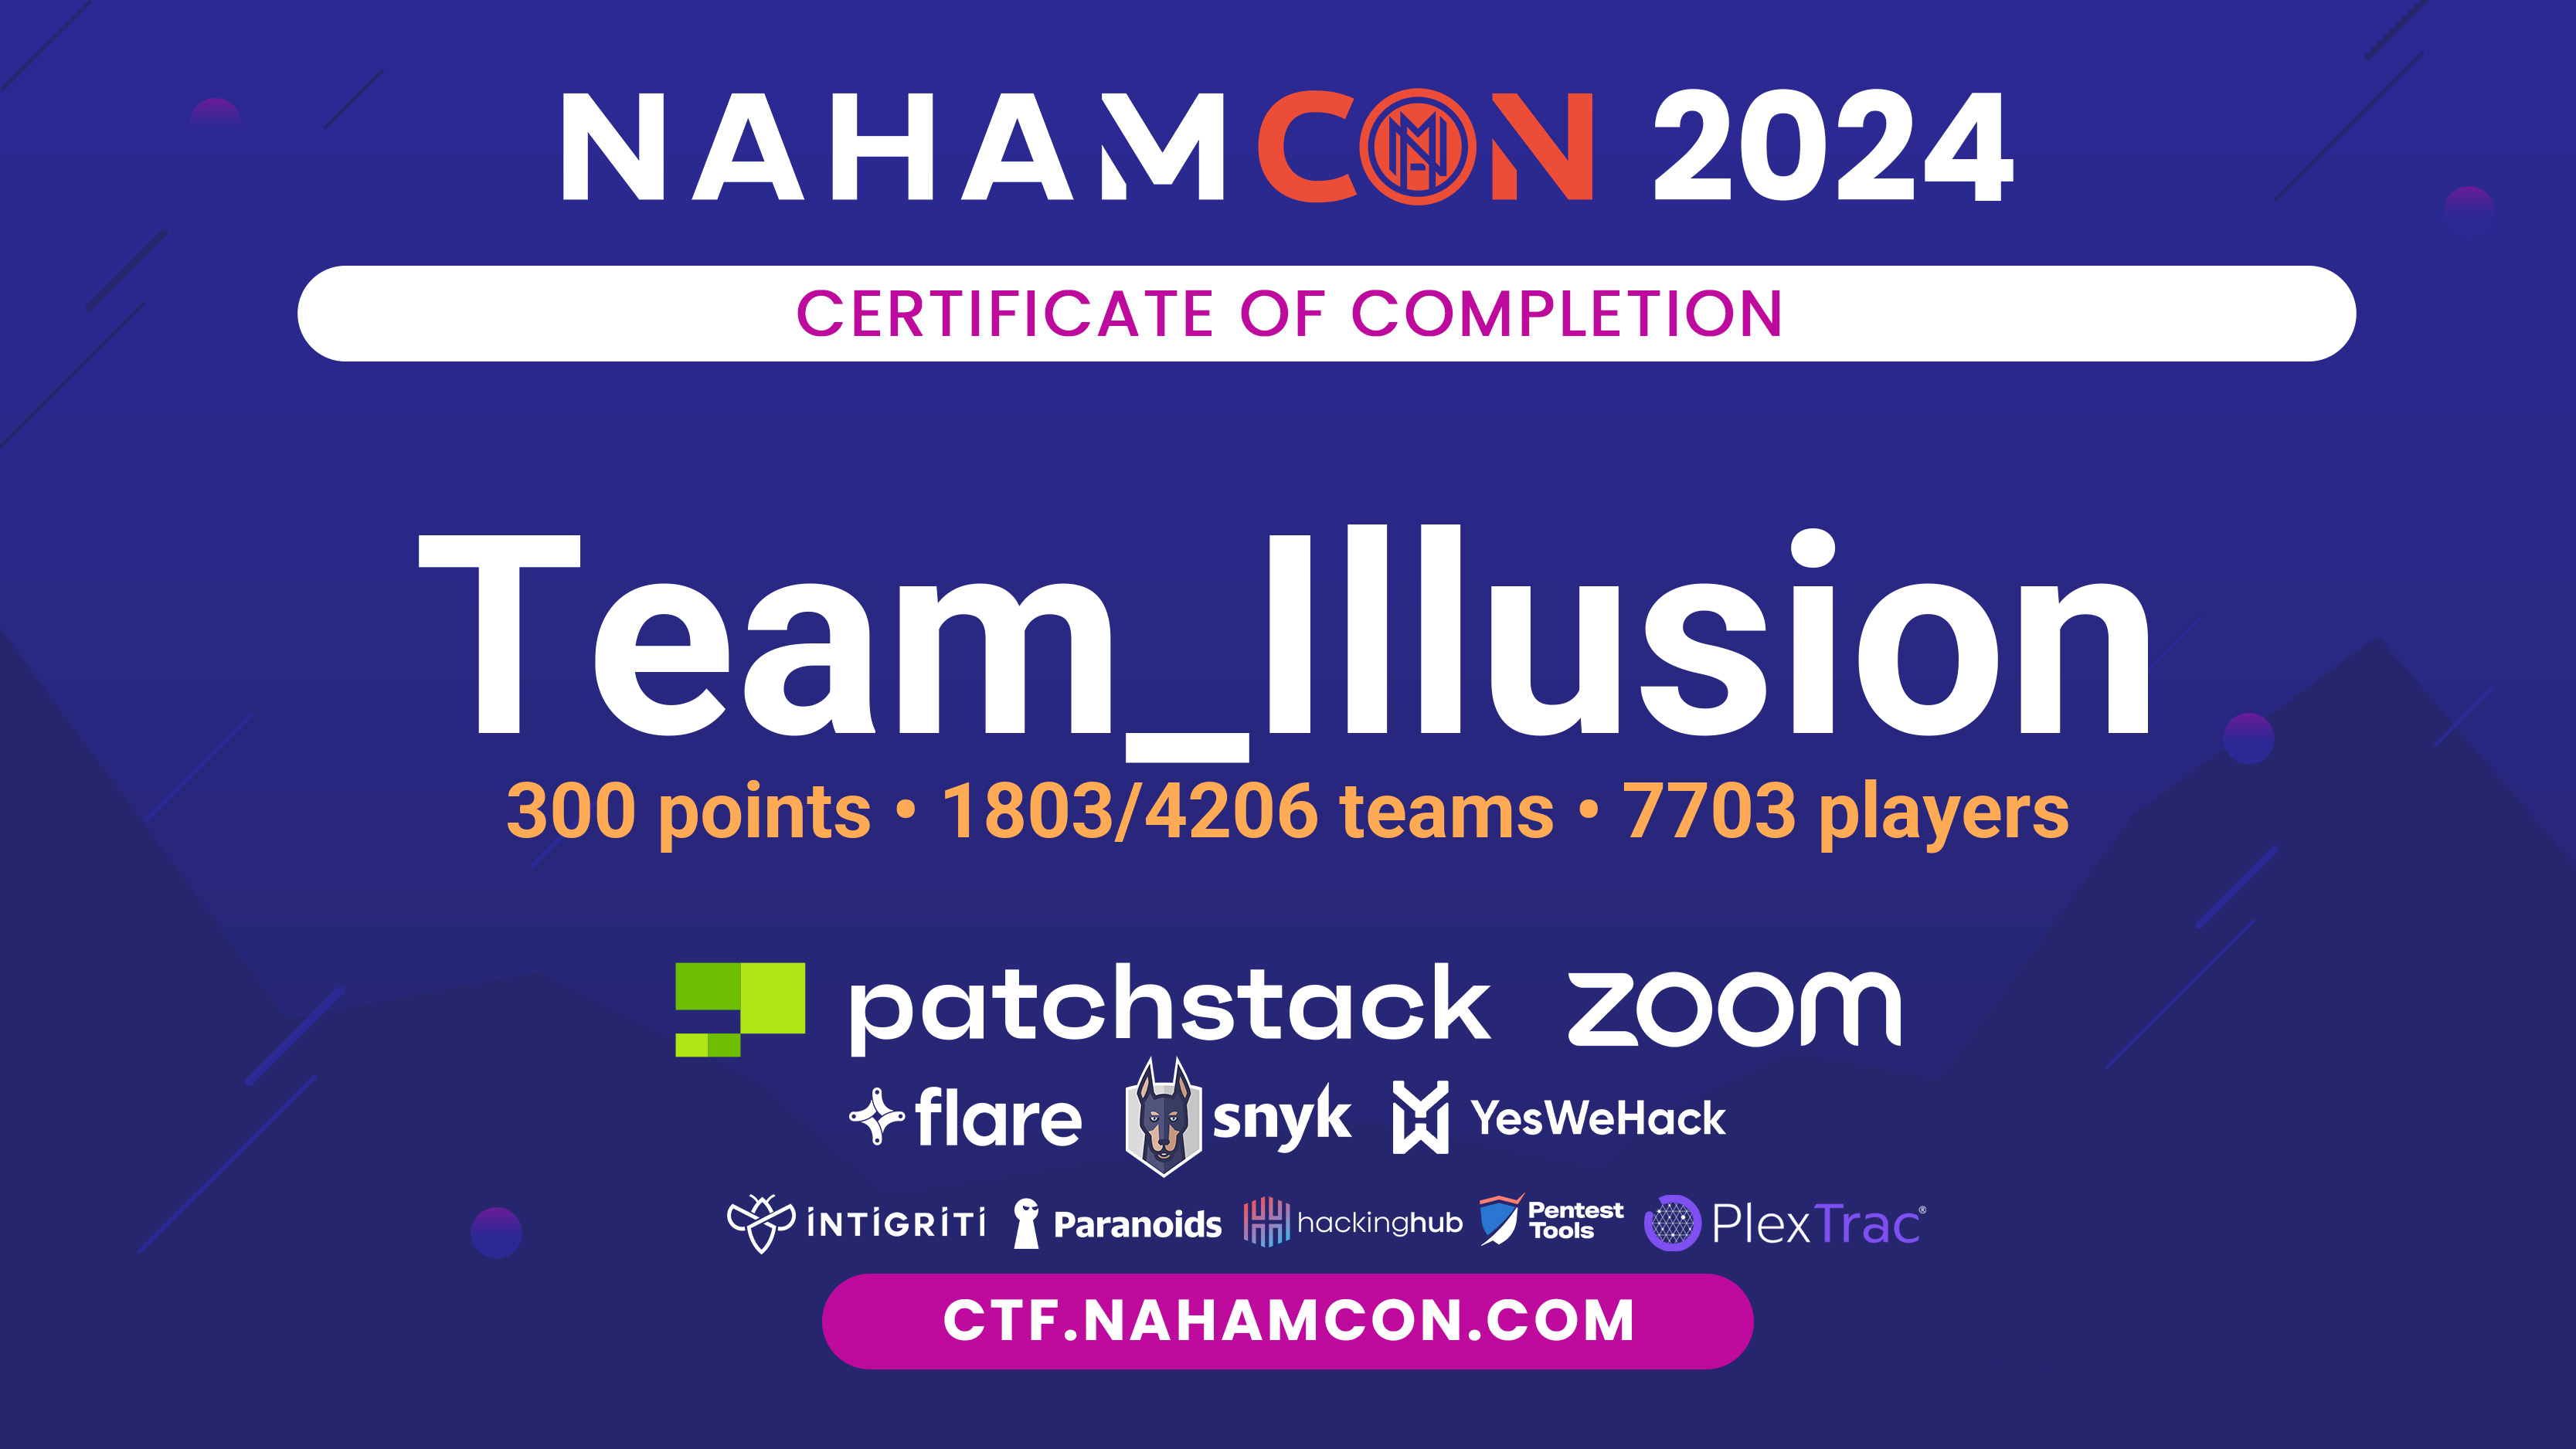 NAHAMCON 2024
CERTIFICATE OF COMPLETION
Team_Illusion
300 points • 1803/4206 teams • 7703 players
patchstack zoom
flare snyk YesWeHack
INTIGRITI Paranoids hackinghub Pentest Tools PlexTrac®
CTF.NAHAMCON.COM